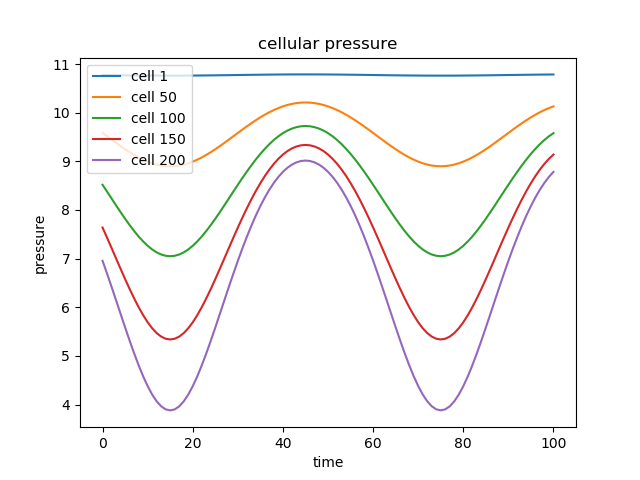 cellular pressure
11
10
9
8
7
6
5
4
pressure
cell 1
cell 50
cell 100
cell 150
cell 200
0 20 40 60 80 100
time